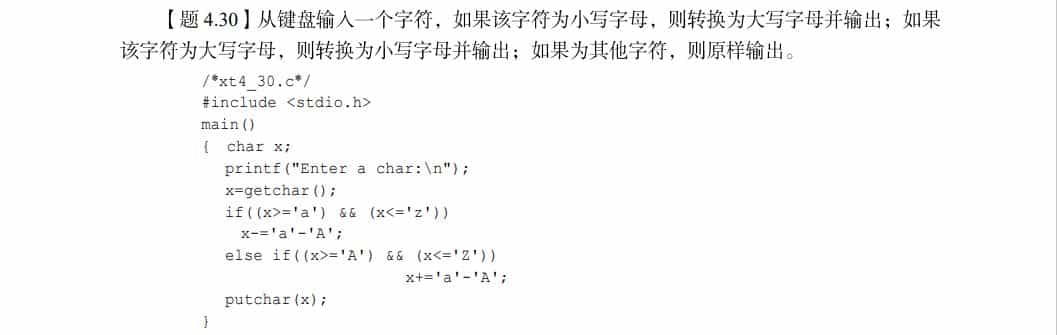 【题 4.30】从键盘输入一个字符，如果该字符为小写字母，则转换为大写字母并输出；如果
该字符为大写字母，则转换为小写字母并输出；如果为其他字符，则原样输出。
/*xt4_30.c*/
#include <stdio.h>
main()
{ char x;
printf("Enter a char:\n");
x=getchar();
if((x>='a') && (x<='z'))
x-='a'-'A';
else if((x>='A') && (x<='Z'))
x+='a'-'A';
putchar(x);
}